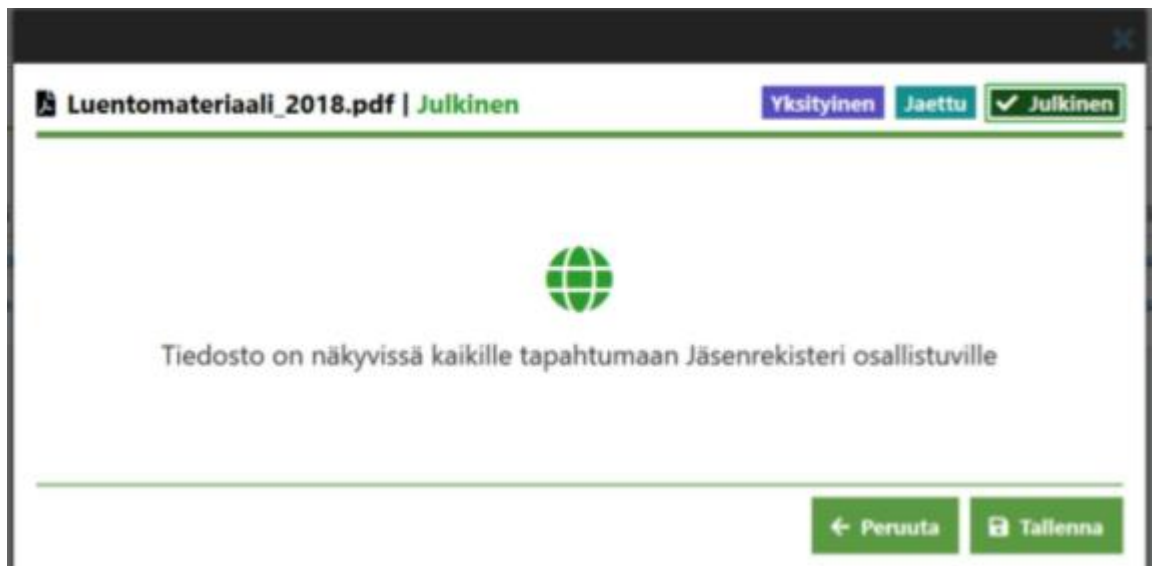 Luentomateriaali_2018.pdf | Julkinen Yksityinen Jaettu Julkinen
Tiedosto on näkyvissä kaikille tapahtumaan Jäsenrekisteri osallistuville
Peruuta Tallenna